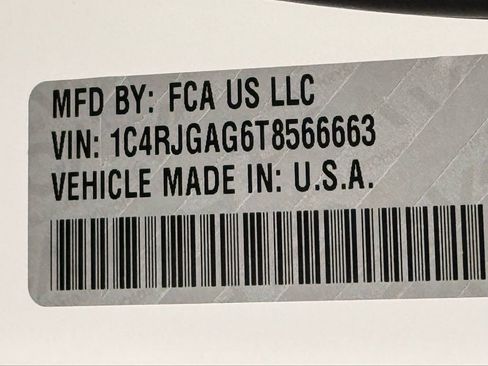 MFD BY: FCA US LLC
VIN: 1C4RJGAG6T8566663
VEHICLE MADE IN: U.S.A.